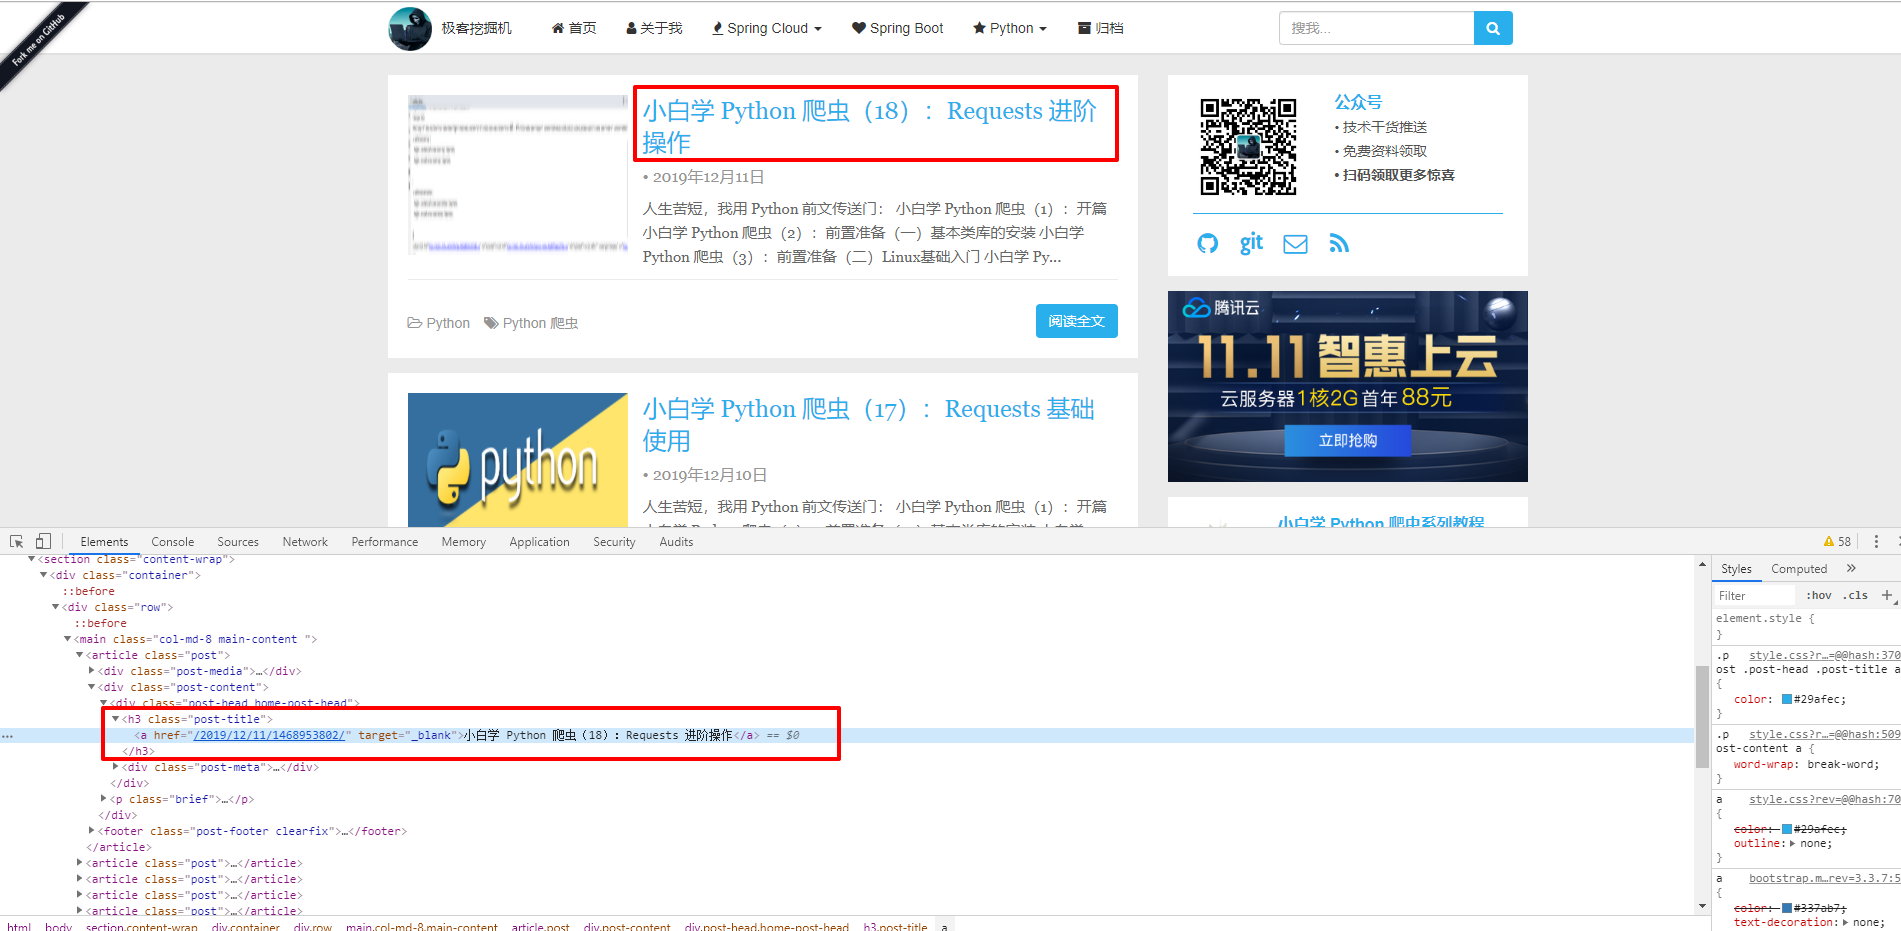 Fork me on GitHub
极客挖掘机 首页 关于我 Spring Cloud Spring Boot Python 归档 搜我...
小白学 Python 爬虫（18）：Requests 进阶
操作
• 2019年12月11日
人生苦短，我用 Python 前文传送门： 小白学 Python 爬虫（1）：开篇
小白学 Python 爬虫（2）：前置准备（一）基本类库的安装 小白学
Python 爬虫（3）：前置准备（二）Linux基础入门 小白学 Py...
Python Python 爬虫 阅读全文
小白学 Python 爬虫（17）：Requests 基础
使用
• 2019年12月10日
人生苦短，我用 Python 前文传送门： 小白学 Python 爬虫（1）：开篇
python
公众号
• 技术干货推送
• 免费资料领取
• 扫码领取更多惊喜
git
腾讯云
11.11 智惠上云
云服务器1核2G首年 88元
立即抢购
小白学 Python 爬虫系列教程
Elements Console Sources Network Performance Memory Application Security Audits 58
<section class="content-wrap">
<div class="container">
::before
<div class="row">
::before
<main class="col-md-8 main-content ">
<article class="post">
<div class="post-media">…</div>
<div class="post-content">
<div class="post-head home-post-head">
<h3 class="post-title">
<a href="/2019/12/11/1468953802/" target="_blank">小白学 Python 爬虫（18）：Requests 进阶操作</a> == $0
</h3>
<div class="post-meta">…</div>
</div>
<p class="brief">…</p>
</div>
<footer class="post-footer clearfix">…</footer>
</article>
<article class="post">…</article>
<article class="post">…</article>
<article class="post">…</article>
<article class="post">…</article>
html body section.content-wrap div.container div.row main.col-md-8.main-content article.post div.post-content div.post-head.home-post-head h3.post-title a
Styles Computed »
Filter :hov .cls +
element.style {
}
.p style.css?r…=@@hash:370
ost .post-head .post-title a
{
color: #29afec;
}
.p style.css?r…=@@hash:509
ost-content a {
word-wrap: break-word;
}
a style.css?rev=@@hash:70
{
color: #29afec;
outline: none;
}
a bootstrap.m…rev=3.3.7:5
{
color: #337ab7;
text-decoration: none;